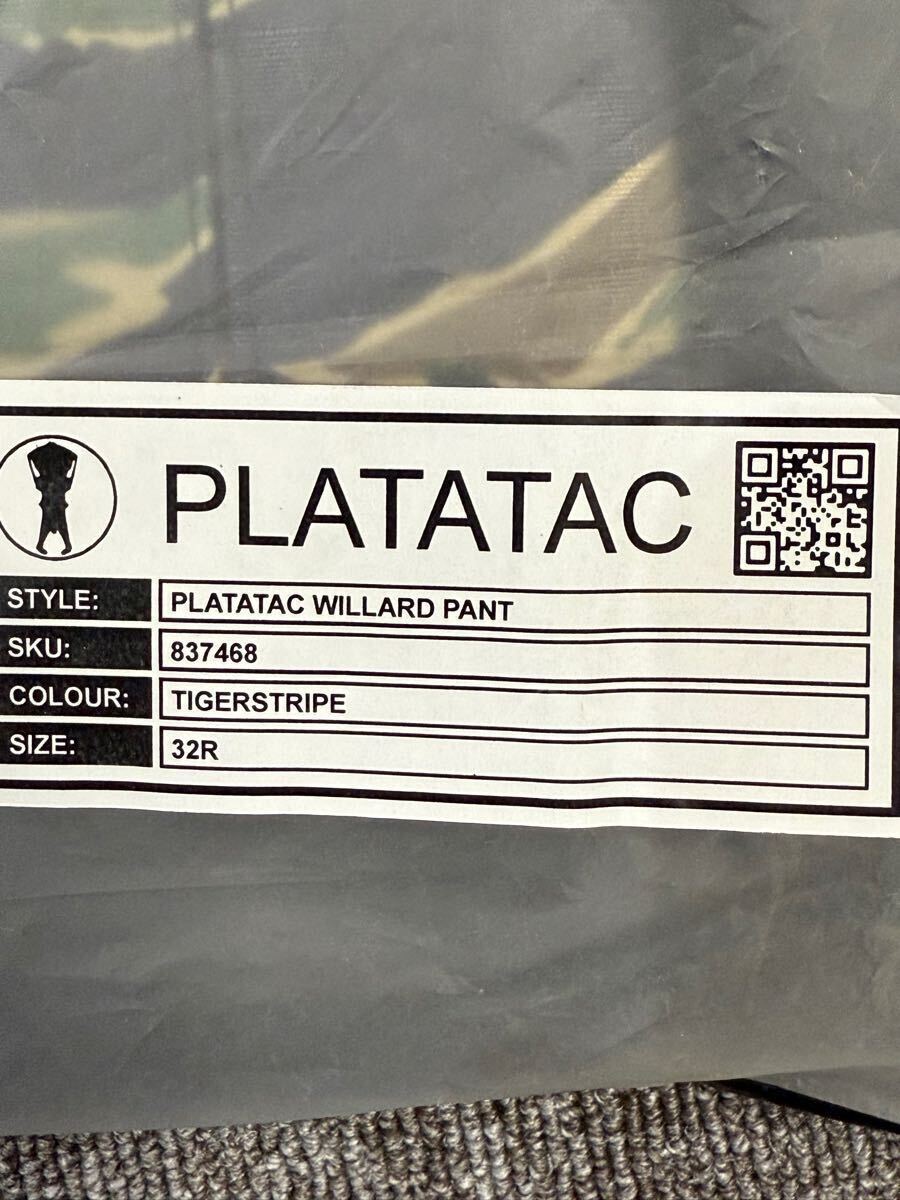 PLATATAC
STYLE: PLATATAC WILLARD PANT
SKU: 837468
COLOUR: TIGERSTRIPE
SIZE: 32R